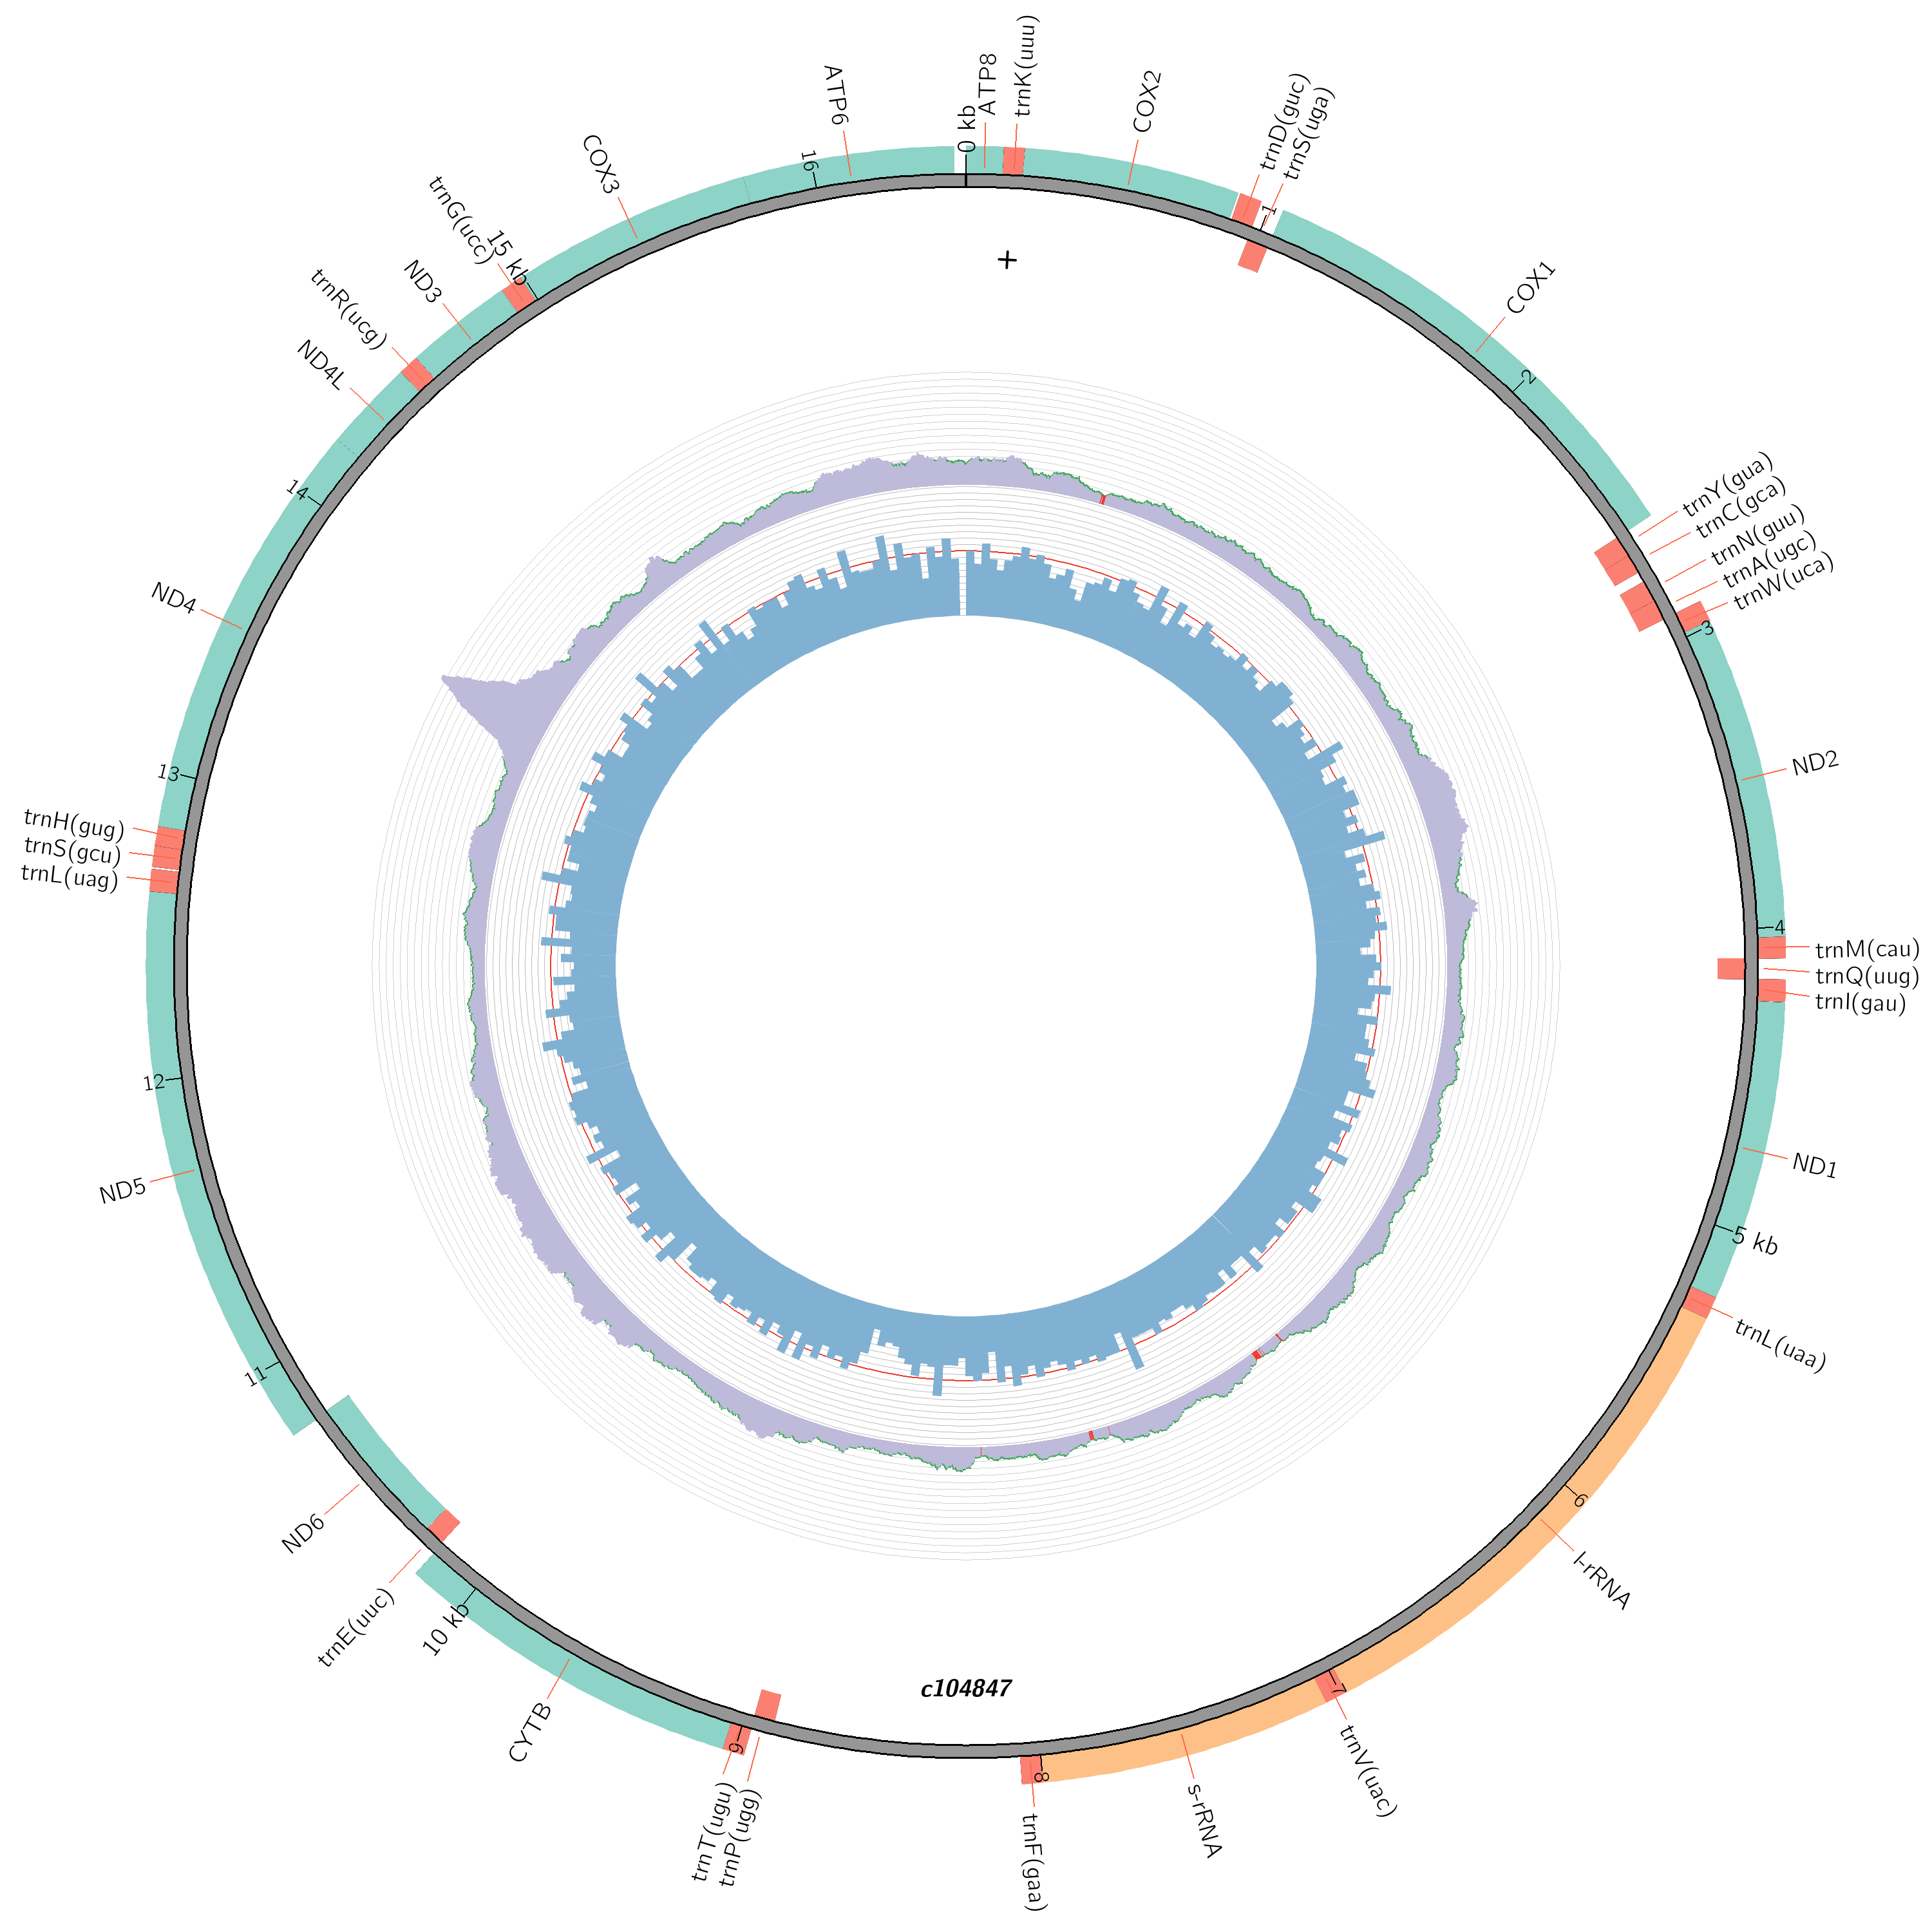 0 kb
ATP8
trnK(uuu)
COX2
trnD(guc)
trnS(uga)
1
COX1
2
trnY(gua)
trnC(gca)
trnN(guu)
trnA(ugc)
trnW(uca)
3
ND2
4
trnM(cau)
trnQ(uug)
trnI(gau)
ND1
5 kb
trnL(uaa)
6
l-rRNA
7
trnV(uac)
s-rRNA
8
trnF(gaa)
trnP(ugg)
trnT(ugu)
9
CYTB
10 kb
trnE(uuc)
ND6
11
ND5
12
trnL(uag)
trnS(gcu)
trnH(gug)
13
ND4
14
ND4L
trnR(ucg)
ND3
trnG(ucc)
15 kb
COX3
16
ATP6
+
c104847